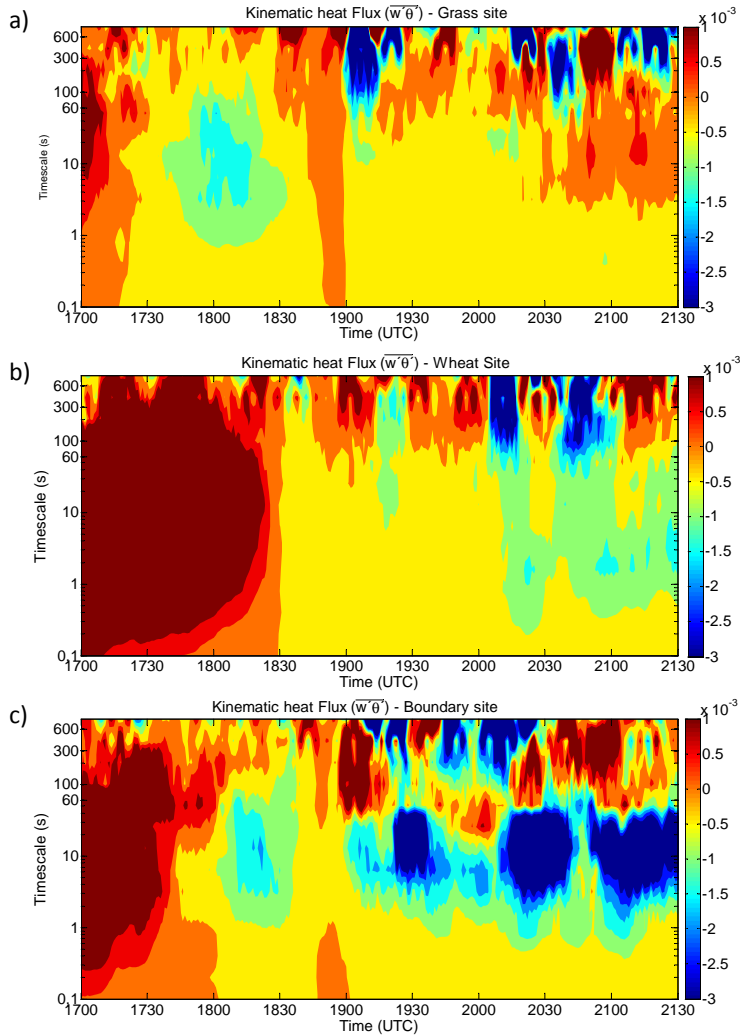 a)
Kinematic heat Flux (w´θ´) - Grass site
x 10⁻³
Timescale (s)
600
300
100
60
10
1
0.1
1700 1730 1800 1830 1900 1930 2000 2030 2100 2130
Time (UTC)
1
0.5
0
-0.5
-1
-1.5
-2
-2.5
-3
b)
Kinematic heat Flux (w´θ´) - Wheat Site
x 10⁻³
Timescale (s)
600
300
100
60
10
1
0.1
1700 1730 1800 1830 1900 1930 2000 2030 2100 2130
Time (UTC)
1
0.5
0
-0.5
-1
-1.5
-2
-2.5
-3
c)
Kinematic heat Flux (w´θ´) - Boundary site
x 10⁻³
Timescale (s)
600
300
100
60
10
1
0.1
1700 1730 1800 1830 1900 1930 2000 2030 2100 2130
Time (UTC)
1
0.5
0
-0.5
-1
-1.5
-2
-2.5
-3